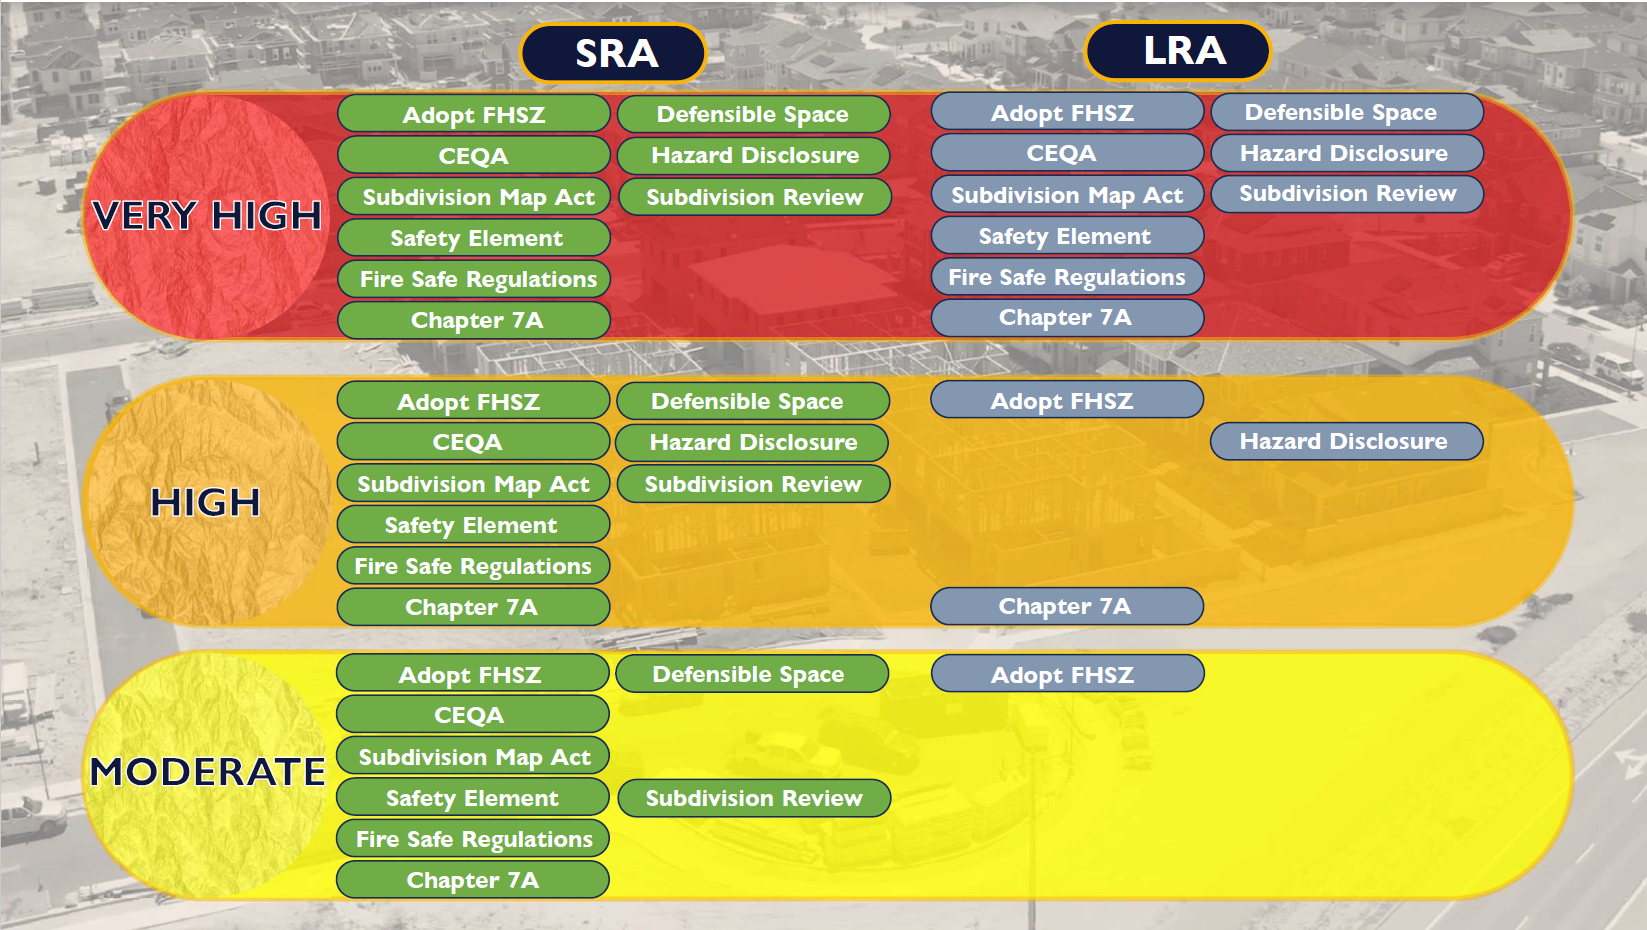 SRA
LRA
VERY HIGH
Adopt FHSZ
CEQA
Subdivision Map Act
Safety Element
Fire Safe Regulations
Chapter 7A
Defensible Space
Hazard Disclosure
Subdivision Review
Adopt FHSZ
CEQA
Subdivision Map Act
Safety Element
Fire Safe Regulations
Chapter 7A
Defensible Space
Hazard Disclosure
Subdivision Review
HIGH
Adopt FHSZ
CEQA
Subdivision Map Act
Safety Element
Fire Safe Regulations
Chapter 7A
Defensible Space
Hazard Disclosure
Subdivision Review
Adopt FHSZ
Chapter 7A
Hazard Disclosure
MODERATE
Adopt FHSZ
CEQA
Subdivision Map Act
Safety Element
Fire Safe Regulations
Chapter 7A
Defensible Space
Subdivision Review
Adopt FHSZ